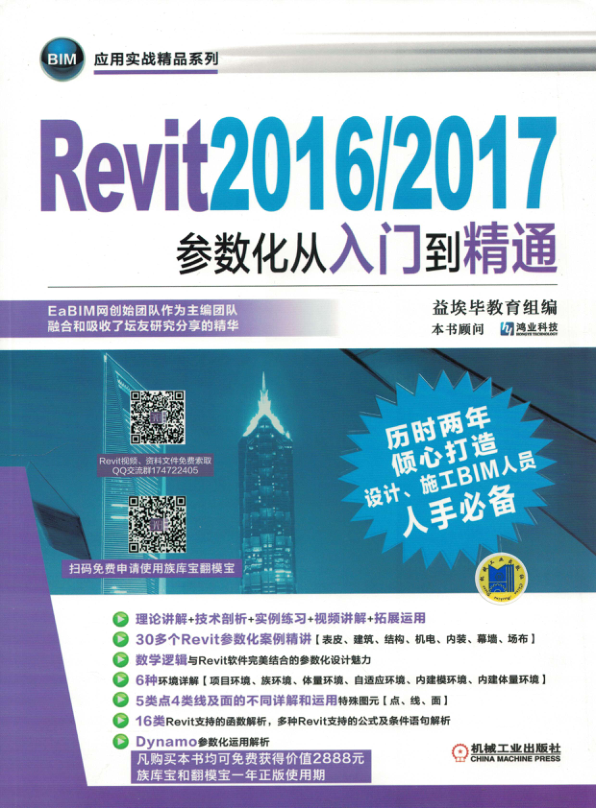 BIM 应用实战精品系列
Revit2016/2017
参数化从入门到精通
EaBIM网创始团队作为主编团队
融合和吸收了坛友研究分享的精华
益埃毕教育组编
本书顾问 鸿业科技
HONGYE TECHNOLOGY
Revit视频、资料文件免费索取
QQ交流群174722405
历时两年
倾心打造
设计、施工BIM人员
人手必备
扫码免费申请使用族库宝翻模宝
理论讲解+技术剖析+实例练习+视频讲解+拓展运用
30多个Revit参数化案例精讲【表皮、建筑、结构、机电、内装、幕墙、场布】
数学逻辑与Revit软件完美结合的参数化设计魅力
6种环境详解【项目环境、族环境、体量环境、自适应环境、内建模环境、内建体量环境】
5类点4类线及面的不同详解和运用特殊图元【点、线、面】
16类Revit支持的函数解析，多种Revit支持的公式及条件语句解析
Dynamo参数化运用解析
凡购买本书均可免费获得价值2888元
族库宝和翻模宝一年正版使用期
机械工业出版社
CHINA MACHINE PRESS